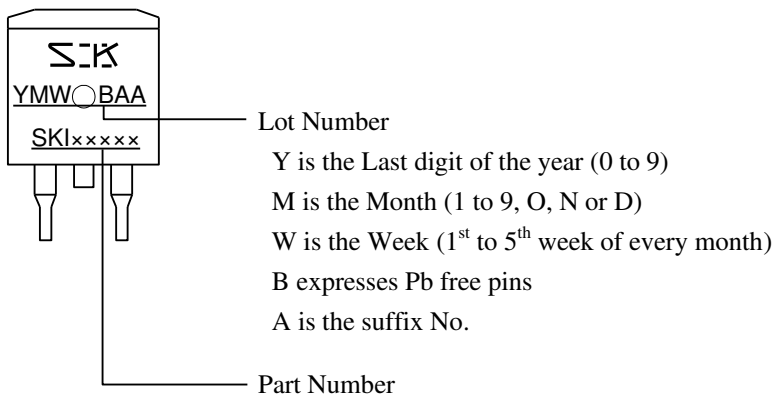 SK
YMW○BAA
SKI×××××
Lot Number
Y is the Last digit of the year (0 to 9)
M is the Month (1 to 9, O, N or D)
W is the Week (1st to 5th week of every month)
B expresses Pb free pins
A is the suffix No.
Part Number